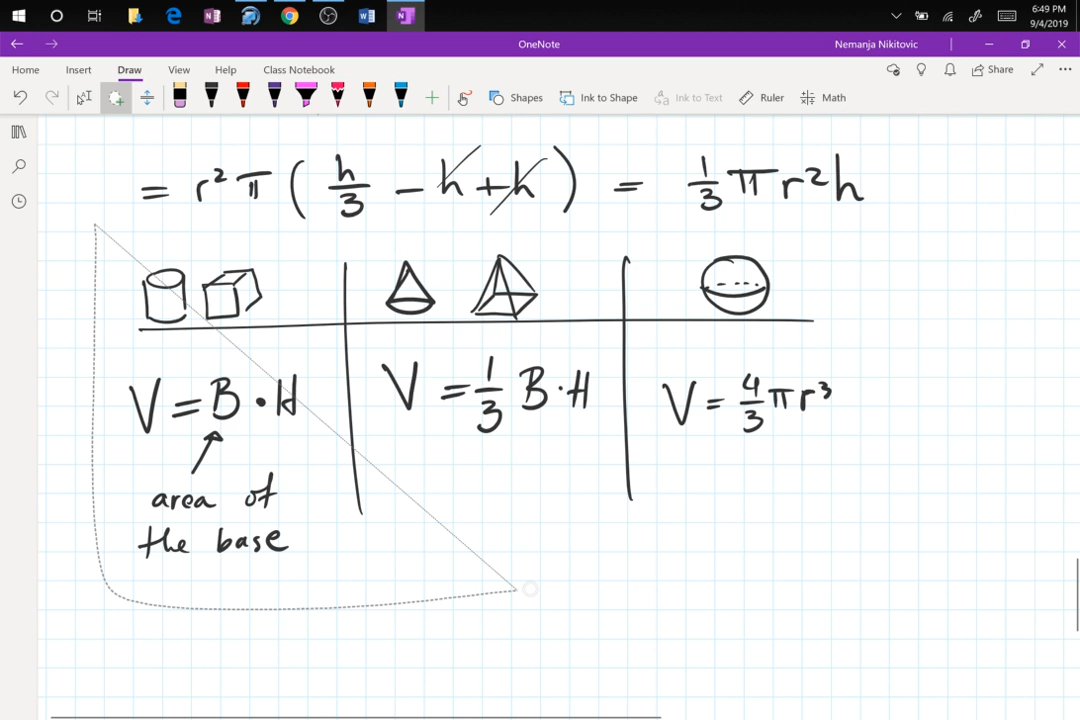 6:49 PM
9/4/2019
OneNote
Nemanja Nikitovic
Home Insert Draw View Help Class Notebook Share
Shapes Ink to Shape Ink to Text Ruler Math
= r²π (h/3 − h + h) = 1/3 πr²h
V = B · H
V = 1/3 B · H
V = 4/3 πr³
area of
the base